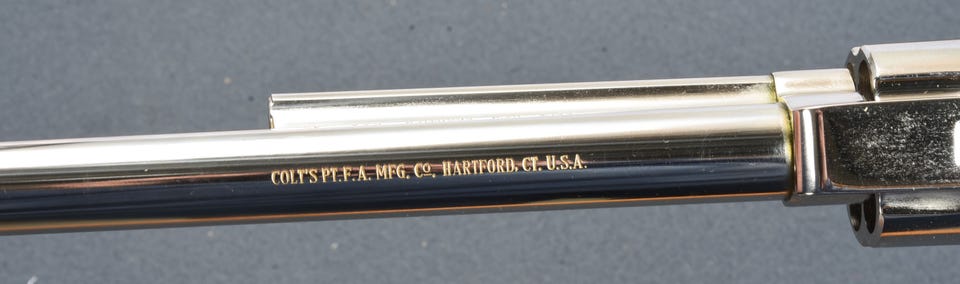 COLT'S PT. F. A. MFG. Co. HARTFORD, CT. U.S.A.